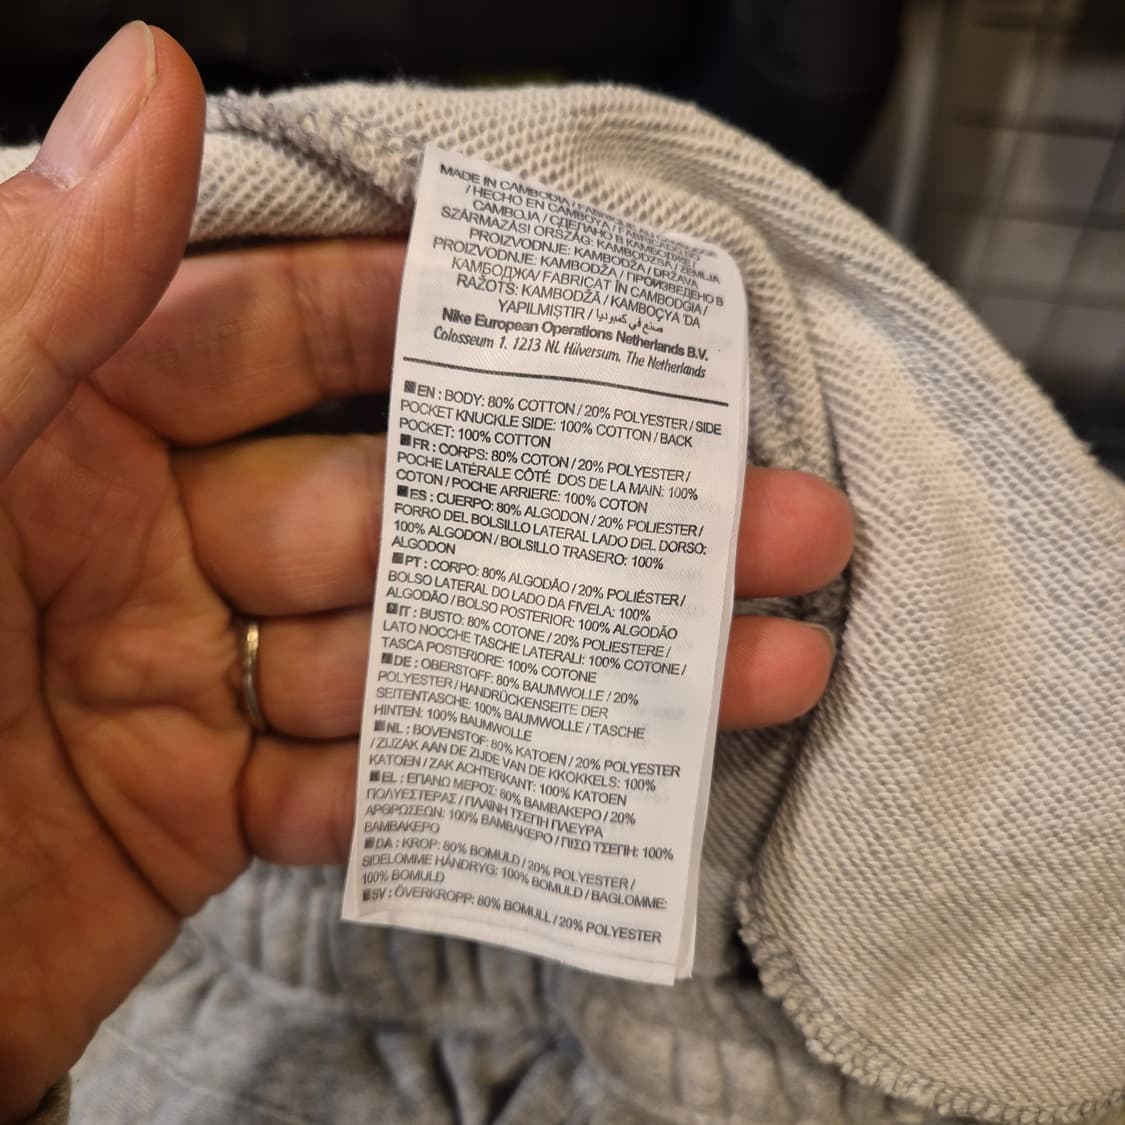 MADE IN CAMBODIA / FABRIQUÉ AU
/ HECHO EN CAMBOYA / FABRICADO NO
CAMBOJA / СДЕЛАНО В КАМБОДЖЕ /
SZÁRMAZÁSI ORSZÁG: KAMBODZSA / ZEMLJA
PROIZVODNJE: KAMBODŽA / DRŽAVA
PROIZVODNJE: KAMBODŽA / ПРОИЗВЕДЕНО В
КАМБОДЖА / FABRICAT ÎN CAMBODGIA /
RAŽOTS: KAMBODŽĀ / KAMBOÇYA 'DA
YAPILMIŞTIR / صنع في كمبوديا
Nike European Operations Netherlands B.V.
Colosseum 1, 1213 NL Hilversum, The Netherlands
EN : BODY: 80% COTTON / 20% POLYESTER / SIDE
POCKET KNUCKLE SIDE: 100% COTTON / BACK
POCKET: 100% COTTON
FR : CORPS: 80% COTON / 20% POLYESTER /
POCHE LATÉRALE CÔTÉ DOS DE LA MAIN: 100%
COTON / POCHE ARRIERE: 100% COTON
ES : CUERPO: 80% ALGODON / 20% POLIESTER /
FORRO DEL BOLSILLO LATERAL LADO DEL DORSO:
100% ALGODON / BOLSILLO TRASERO: 100%
ALGODON
PT : CORPO: 80% ALGODÃO / 20% POLIÉSTER /
BOLSO LATERAL DO LADO DA FIVELA: 100%
ALGODÃO / BOLSO POSTERIOR: 100% ALGODÃO
IT : BUSTO: 80% COTONE / 20% POLIESTERE /
LATO NOCCHE TASCHE LATERALI: 100% COTONE /
TASCA POSTERIORE: 100% COTONE
DE : OBERSTOFF: 80% BAUMWOLLE / 20%
POLYESTER / HANDRÜCKENSEITE DER
SEITENTASCHE: 100% BAUMWOLLE / TASCHE
HINTEN: 100% BAUMWOLLE
NL : BOVENSTOF: 80% KATOEN / 20% POLYESTER
/ ZIJZAK AAN DE ZIJDE VAN DE KKOKKELS: 100%
KATOEN / ZAK ACHTERKANT: 100% KATOEN
EL : ΕΠΑΝΩ ΜΕΡΟΣ: 80% ΒΑΜΒΑΚΕΡΟ / 20%
ΠΟΛΥΕΣΤΕΡΑΣ / ΠΛΑΪΝΗ ΤΣΕΠΗ ΠΛΕΥΡΑ
ΑΡΘΡΩΣΕΩΝ: 100% ΒΑΜΒΑΚΕΡΟ / ΠΙΣΩ ΤΣΕΠΗ: 100%
ΒΑΜΒΑΚΕΡΟ
DA : KROP: 80% BOMULD / 20% POLYESTER /
SIDELOMME HÅNDRYG: 100% BOMULD / BAGLOMME:
100% BOMULD
SV : ÖVERKROPP: 80% BOMULL / 20% POLYESTER